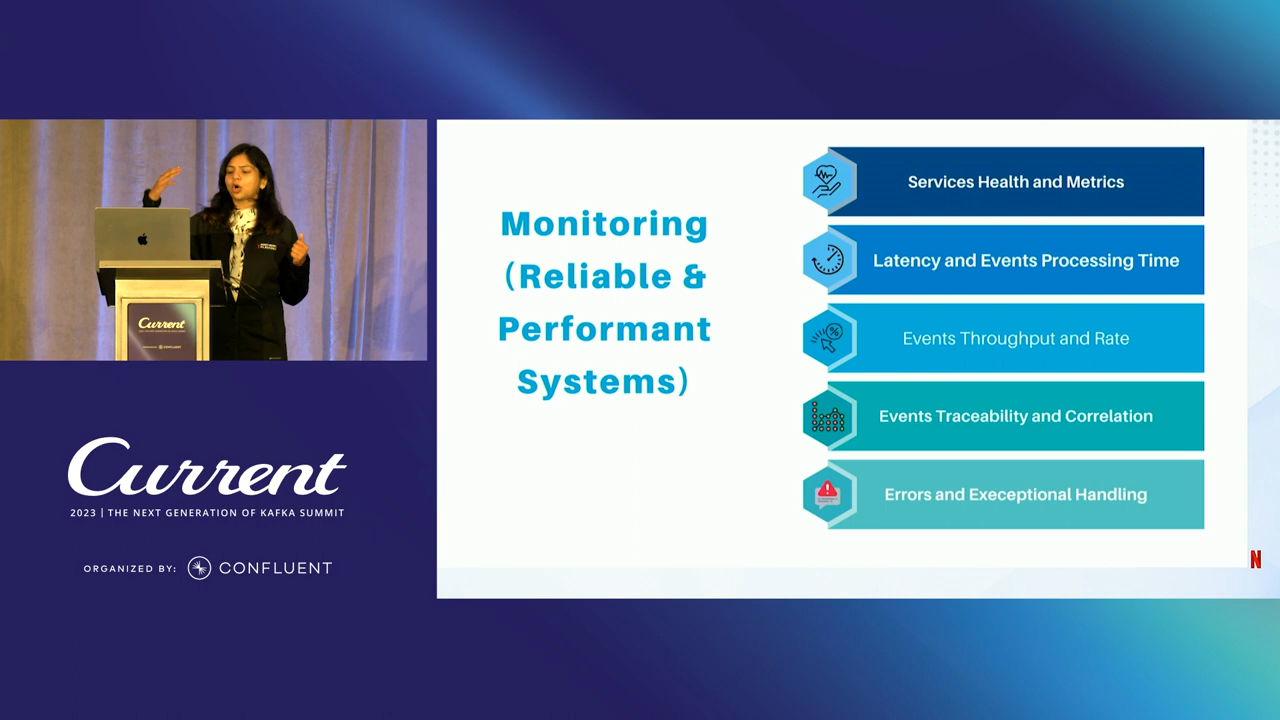 Monitoring
(Reliable &
Performant
Systems)
Services Health and Metrics
Latency and Events Processing Time
Events Throughput and Rate
Events Traceability and Correlation
Errors and Execeptional Handling
N
Current
Current
2023 | THE NEXT GENERATION OF KAFKA SUMMIT
ORGANIZED BY: CONFLUENT